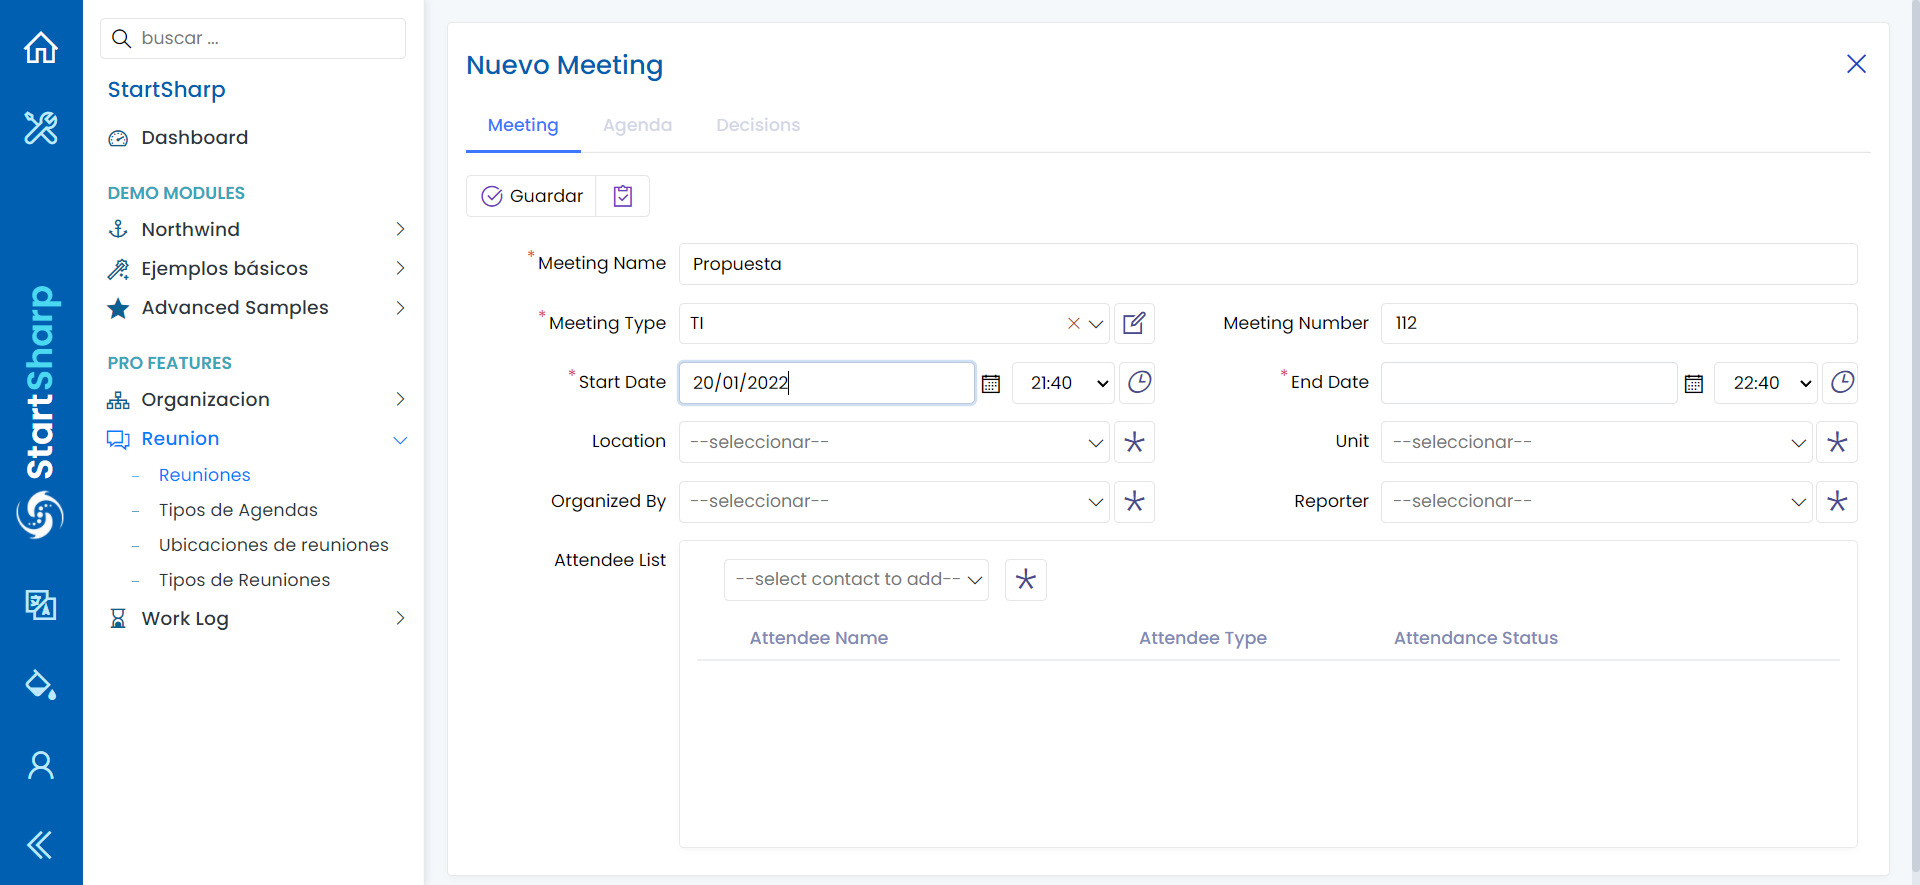 buscar ...
StartSharp
Dashboard
DEMO MODULES
Northwind
Ejemplos básicos
Advanced Samples
PRO FEATURES
Organizacion
Reunion
Reuniones
Tipos de Agendas
Ubicaciones de reuniones
Tipos de Reuniones
Work Log
StartSharp
Nuevo Meeting
Meeting Agenda Decisions
Guardar
* Meeting Name Propuesta
* Meeting Type TI Meeting Number 112
* Start Date 20/01/2022 21:40 * End Date 22:40
Location --seleccionar-- Unit --seleccionar--
Organized By --seleccionar-- Reporter --seleccionar--
Attendee List --select contact to add--
Attendee Name Attendee Type Attendance Status